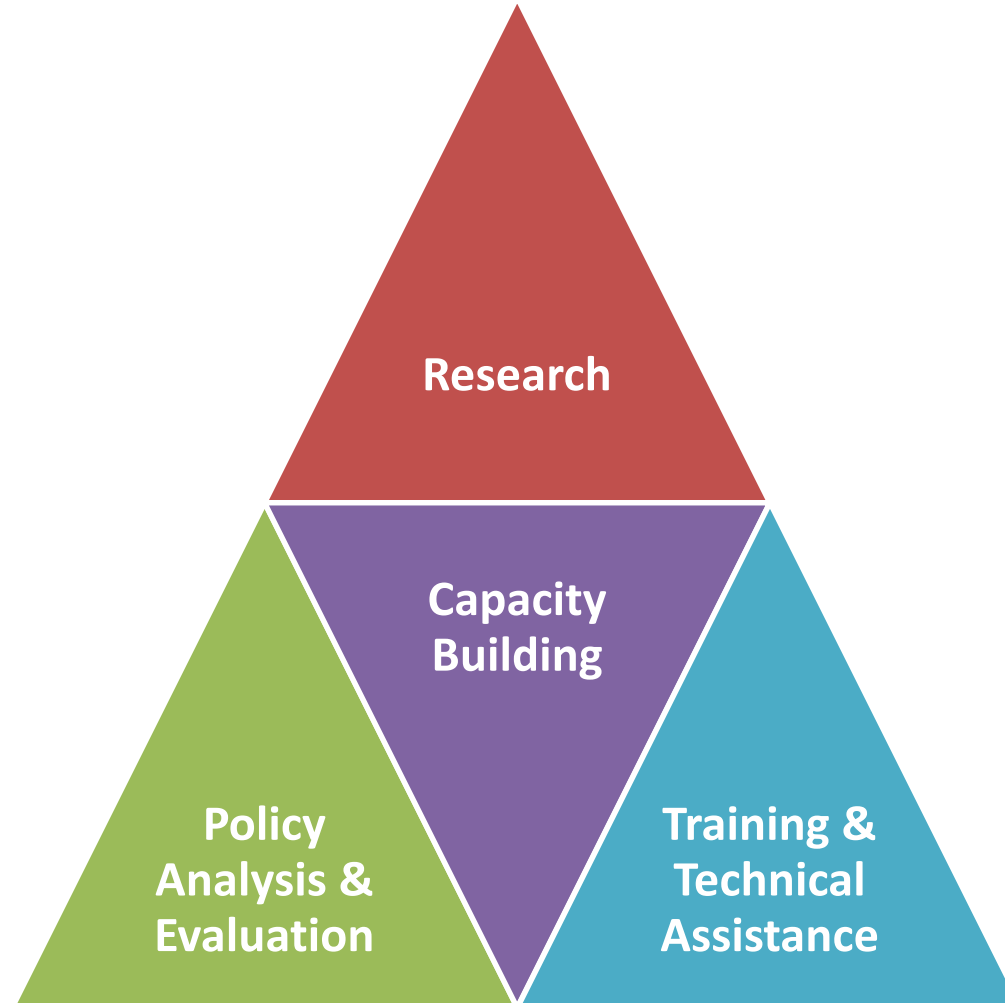 Research
Capacity
Building
Policy
Analysis &
Evaluation
Training &
Technical
Assistance